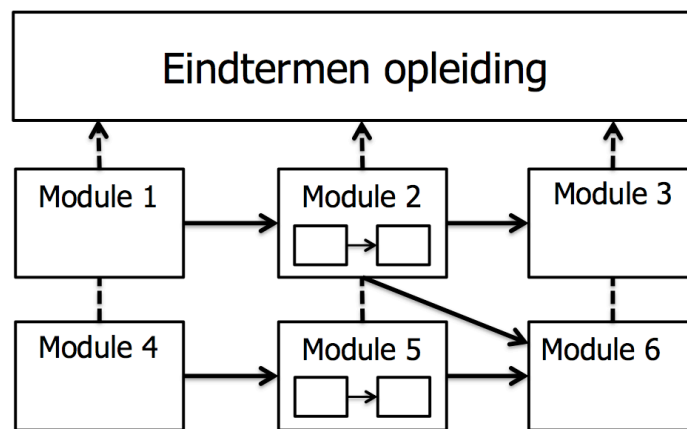 Eindtermen opleiding
Module 1
Module 2
Module 3
Module 4
Module 5
Module 6